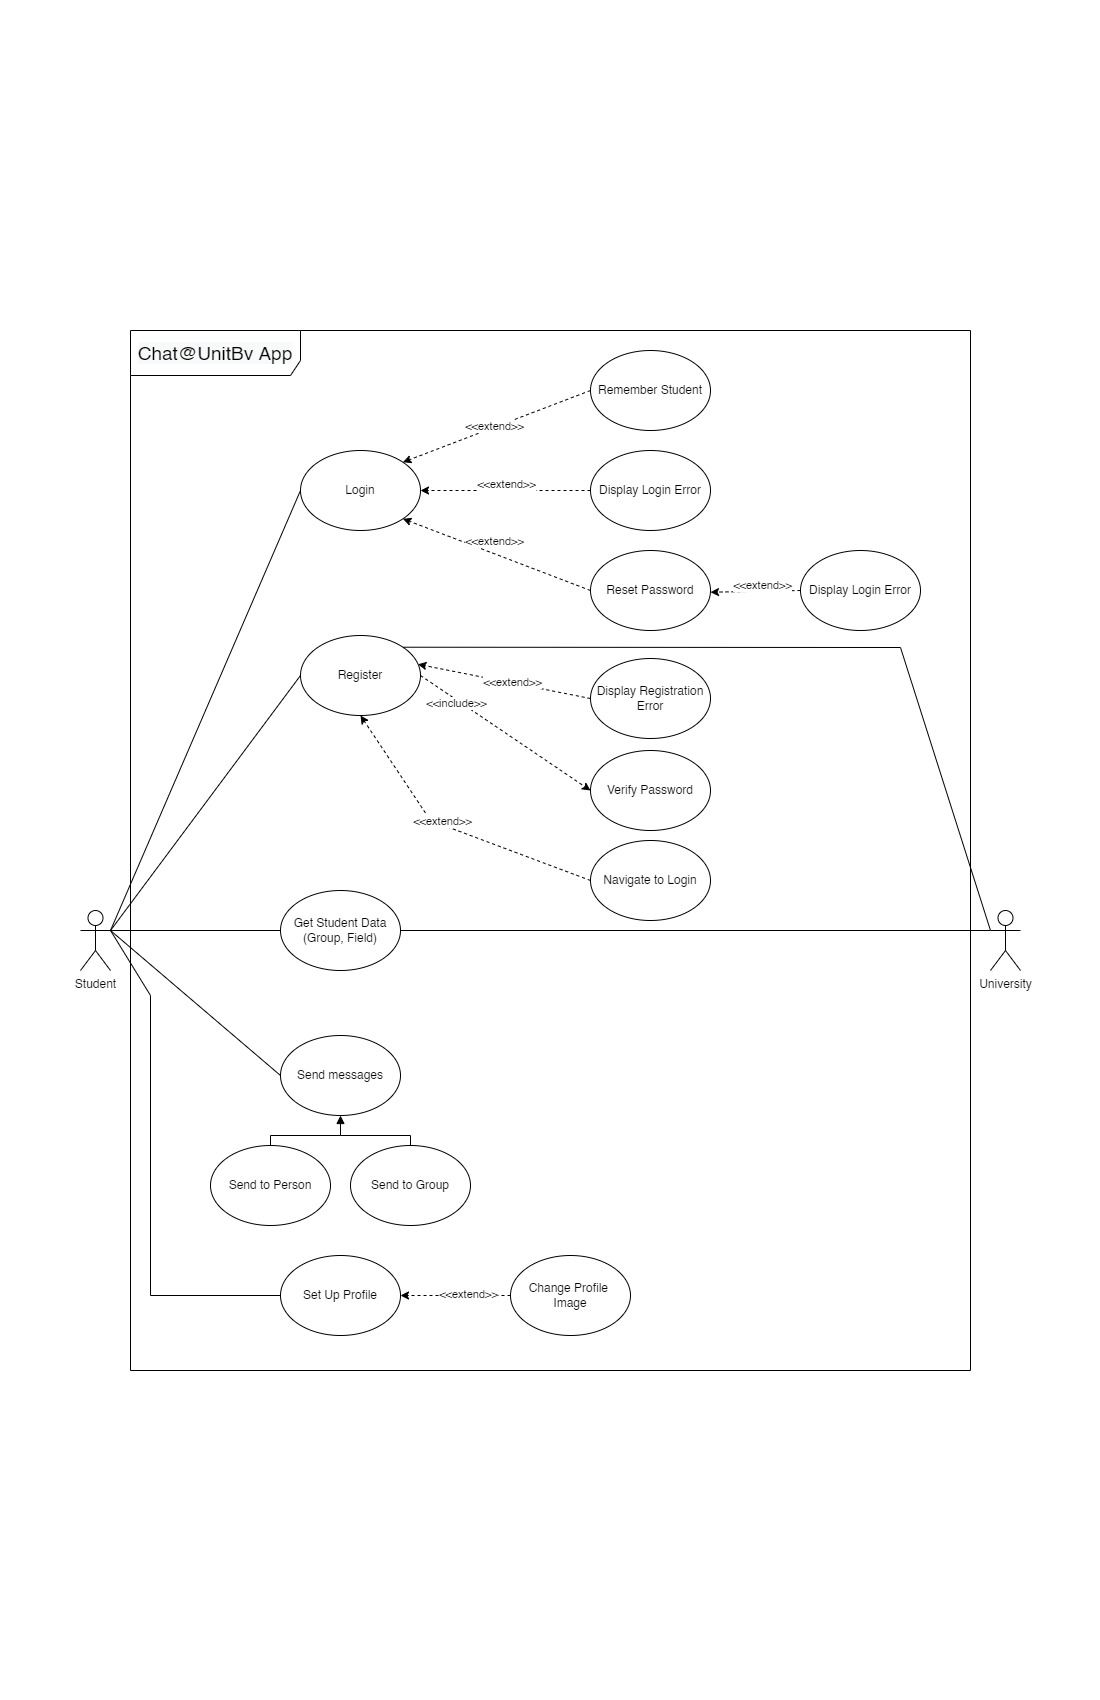 Chat@UnitBv App
Remember Student
<<extend>>
Login
<<extend>>
Display Login Error
<<extend>>
Reset Password
<<extend>>
Display Login Error
Register
<<extend>>
Display Registration
Error
<<include>>
Verify Password
<<extend>>
Navigate to Login
Get Student Data
(Group, Field)
Student
University
Send messages
Send to Person
Send to Group
Set Up Profile
<<extend>>
Change Profile
Image